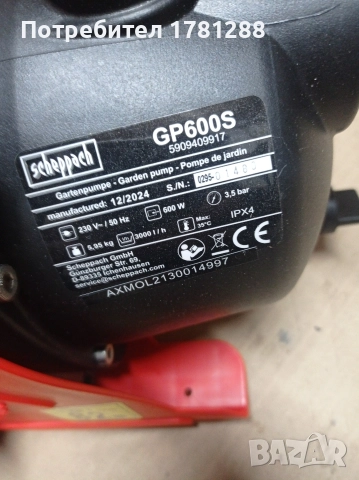 Потребител 1781288
scheppach
GP600S
5909409917
Gartenpumpe - Garden pump - Pompe de jardin
manufactured: 12/2024
S.N.: 0295-
230 V~ / 50 Hz
600 W
3,5 bar
5,95 kg
3000 l / h
Max:
35°C
IPX4
Scheppach GmbH
Günzburger Str. 69,
D-89335 Ichenhausen
service@scheppach.com
AXMOL2130014997
BAZAR